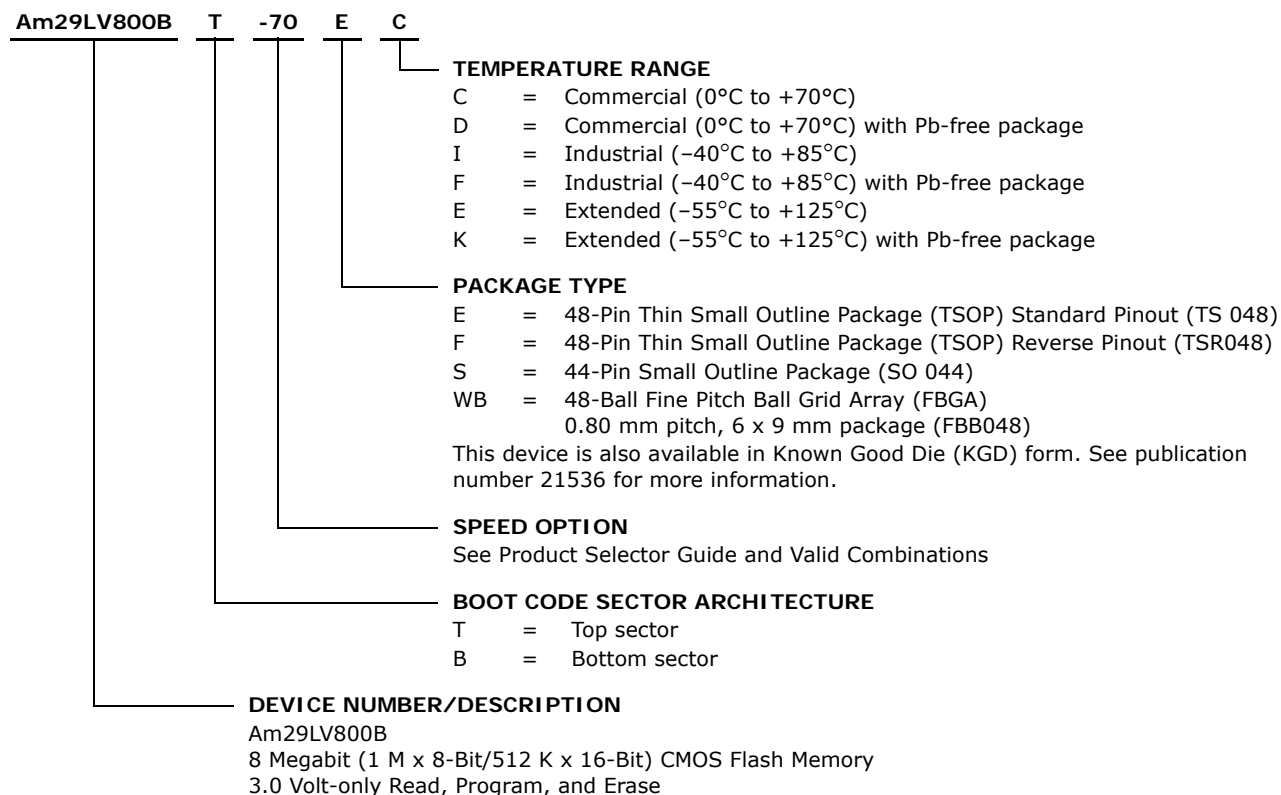 Am29LV800B T -70 E C
TEMPERATURE RANGE
C = Commercial (0°C to +70°C)
D = Commercial (0°C to +70°C) with Pb-free package
I = Industrial (–40°C to +85°C)
F = Industrial (–40°C to +85°C) with Pb-free package
E = Extended (–55°C to +125°C)
K = Extended (–55°C to +125°C) with Pb-free package
PACKAGE TYPE
E = 48-Pin Thin Small Outline Package (TSOP) Standard Pinout (TS 048)
F = 48-Pin Thin Small Outline Package (TSOP) Reverse Pinout (TSR048)
S = 44-Pin Small Outline Package (SO 044)
WB = 48-Ball Fine Pitch Ball Grid Array (FBGA)
0.80 mm pitch, 6 x 9 mm package (FBB048)
This device is also available in Known Good Die (KGD) form. See publication
number 21536 for more information.
SPEED OPTION
See Product Selector Guide and Valid Combinations
BOOT CODE SECTOR ARCHITECTURE
T = Top sector
B = Bottom sector
DEVICE NUMBER/DESCRIPTION
Am29LV800B
8 Megabit (1 M x 8-Bit/512 K x 16-Bit) CMOS Flash Memory
3.0 Volt-only Read, Program, and Erase